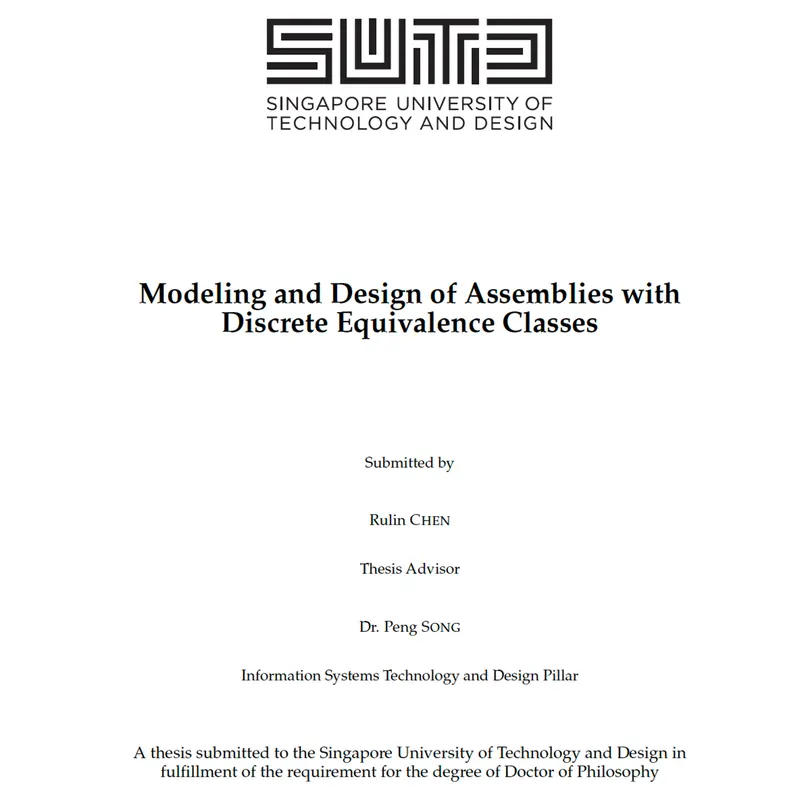 SUTD
SINGAPORE UNIVERSITY OF
TECHNOLOGY AND DESIGN
Modeling and Design of Assemblies with
Discrete Equivalence Classes
Submitted by
Rulin CHEN
Thesis Advisor
Dr. Peng SONG
Information Systems Technology and Design Pillar
A thesis submitted to the Singapore University of Technology and Design in
fulfillment of the requirement for the degree of Doctor of Philosophy